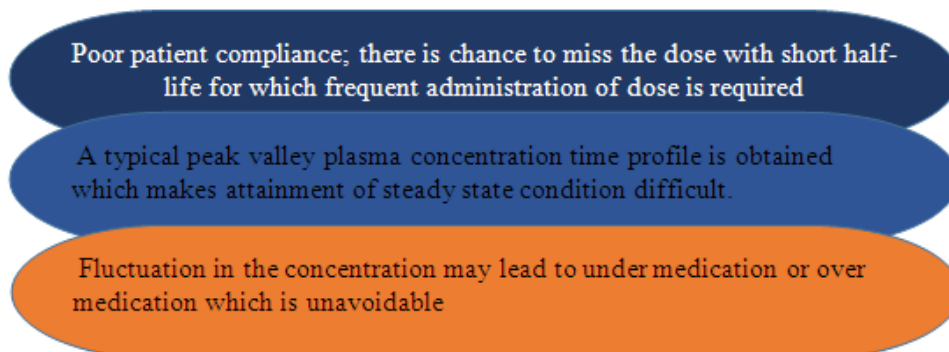 Poor patient compliance; there is chance to miss the dose with short half-
life for which frequent administration of dose is required
A typical peak valley plasma concentration time profile is obtained
which makes attainment of steady state condition difficult.
Fluctuation in the concentration may lead to under medication or over
medication which is unavoidable